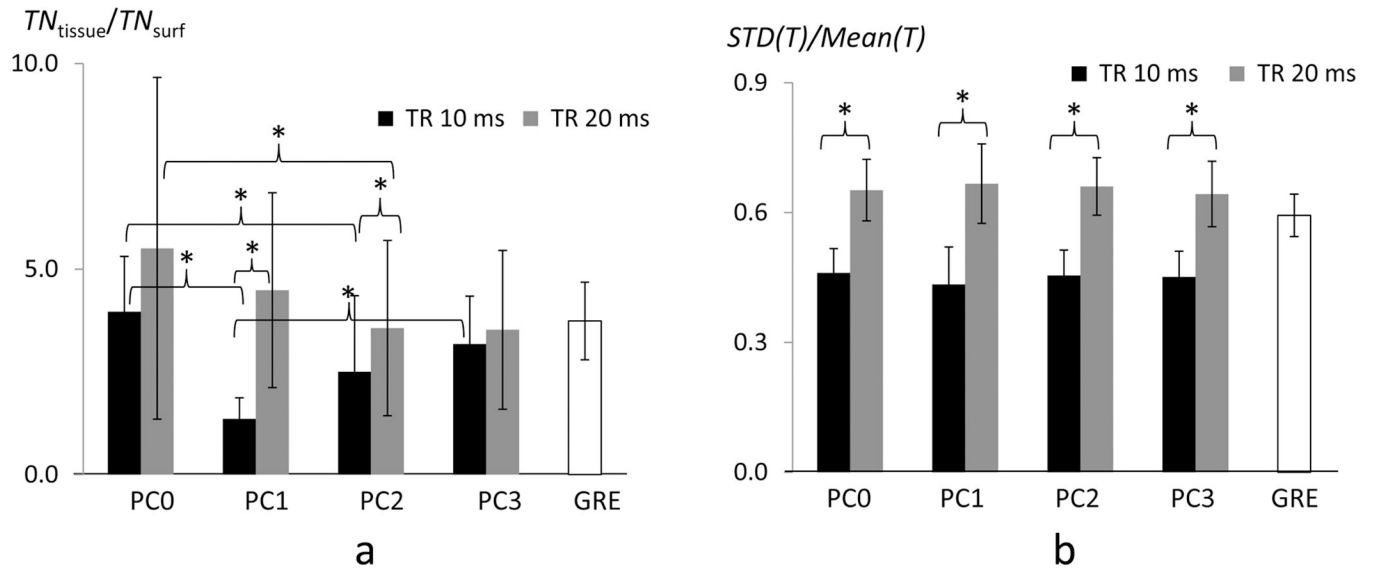 TNtissue/TNsurf
10.0
TR 10 ms TR 20 ms
*
*
*
*
*
5.0
*
0.0
PC0 PC1 PC2 PC3 GRE
a
STD(T)/Mean(T)
TR 10 ms TR 20 ms
0.9
* * * *
0.6
0.3
0.0
PC0 PC1 PC2 PC3 GRE
b